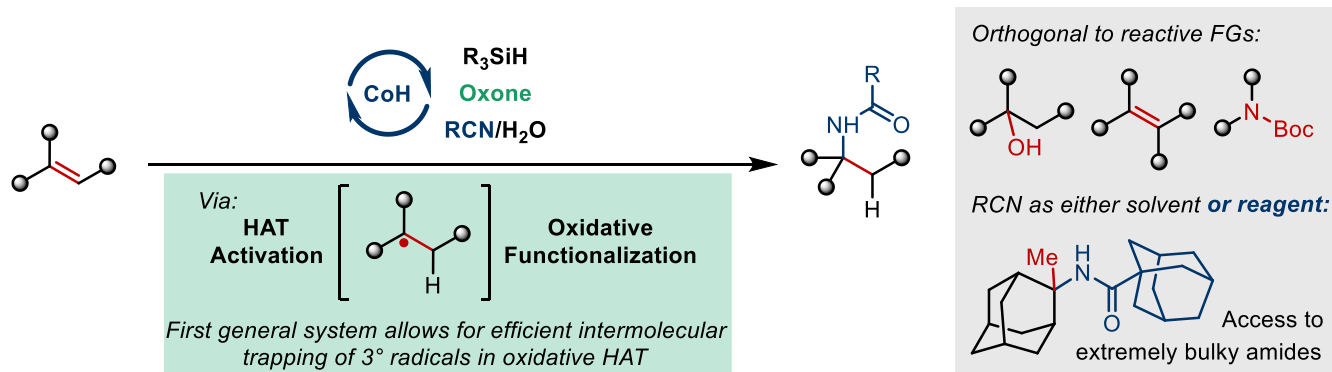 R₃SiH
CoH
Oxone
RCN/H₂O
Via:
HAT
Activation
H
Oxidative
Functionalization
First general system allows for efficient intermolecular
trapping of 3° radicals in oxidative HAT
R
NH
O
H
Orthogonal to reactive FGs:
OH
N
Boc
RCN as either solvent or reagent:
Me
H
N
O
Access to
extremely bulky amides